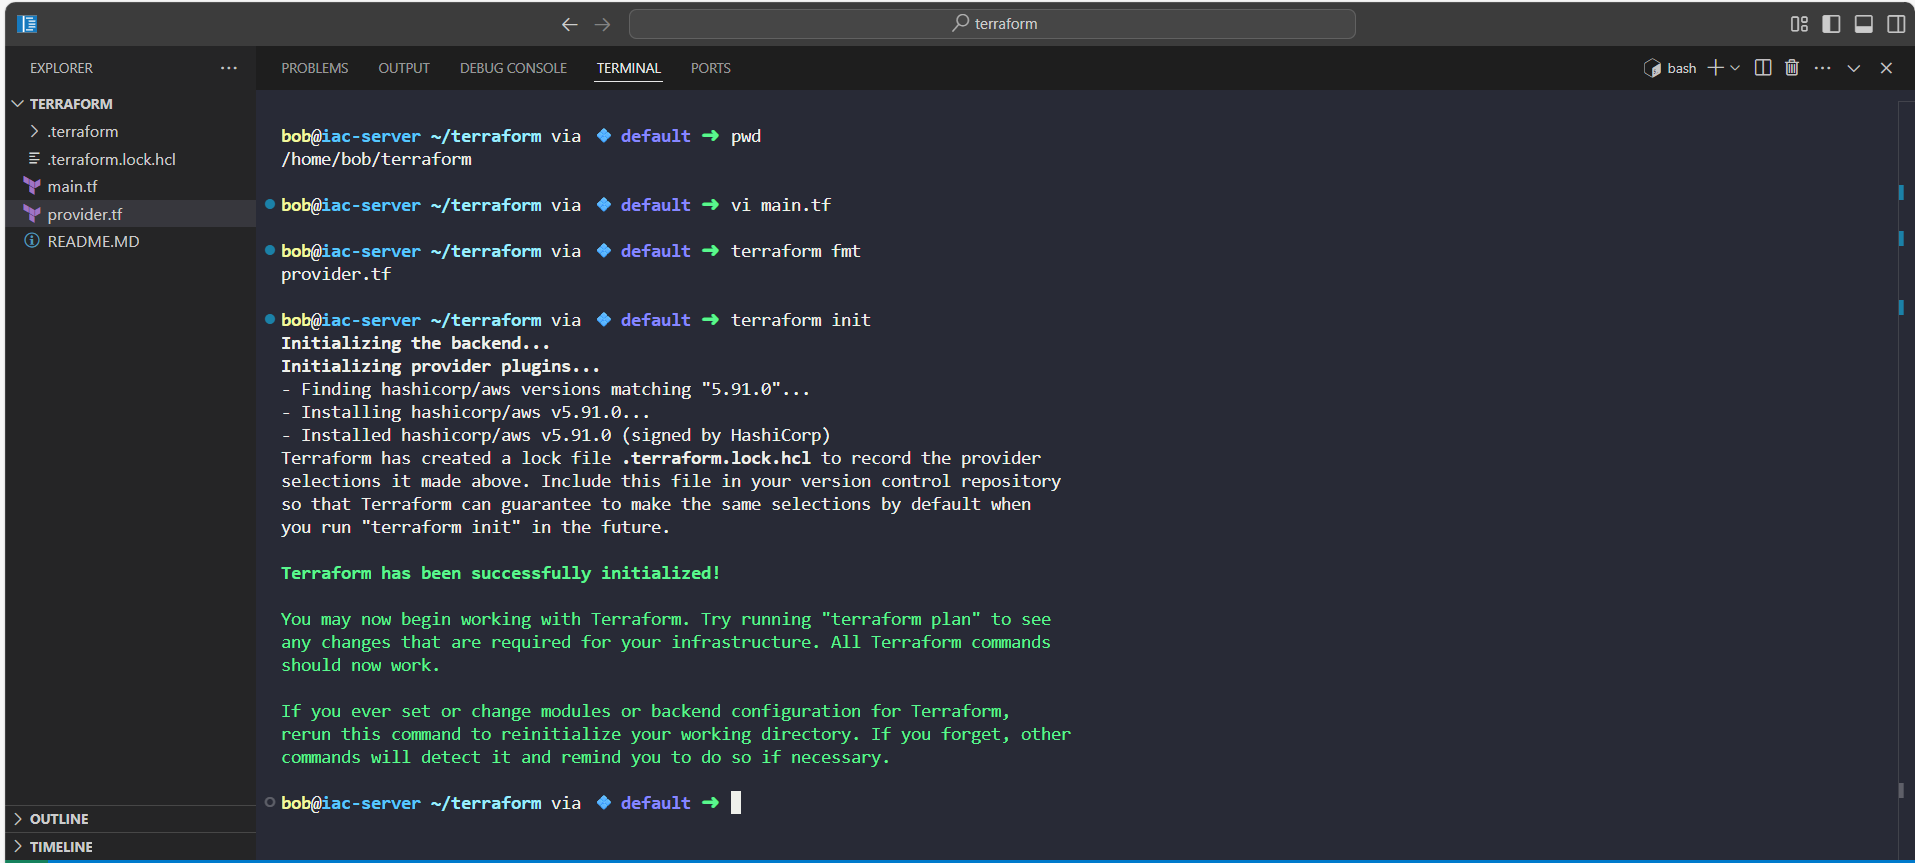 terraform
EXPLORER
PROBLEMS OUTPUT DEBUG CONSOLE TERMINAL PORTS
bash
TERRAFORM
.terraform
.terraform.lock.hcl
main.tf
provider.tf
README.MD
bob@iac-server ~/terraform via default ➜ pwd
/home/bob/terraform
bob@iac-server ~/terraform via default ➜ vi main.tf
bob@iac-server ~/terraform via default ➜ terraform fmt
provider.tf
bob@iac-server ~/terraform via default ➜ terraform init
Initializing the backend...
Initializing provider plugins...
- Finding hashicorp/aws versions matching "5.91.0"...
- Installing hashicorp/aws v5.91.0...
- Installed hashicorp/aws v5.91.0 (signed by HashiCorp)
Terraform has created a lock file .terraform.lock.hcl to record the provider
selections it made above. Include this file in your version control repository
so that Terraform can guarantee to make the same selections by default when
you run "terraform init" in the future.
Terraform has been successfully initialized!
You may now begin working with Terraform. Try running "terraform plan" to see
any changes that are required for your infrastructure. All Terraform commands
should now work.
If you ever set or change modules or backend configuration for Terraform,
rerun this command to reinitialize your working directory. If you forget, other
commands will detect it and remind you to do so if necessary.
bob@iac-server ~/terraform via default ➜
OUTLINE
TIMELINE